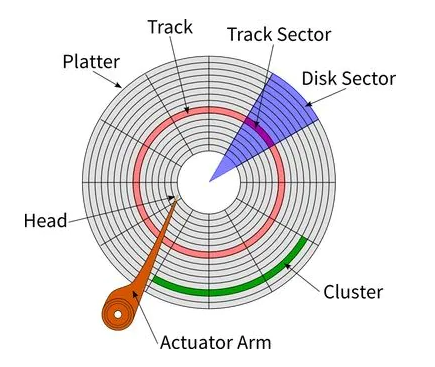 Track
Track Sector
Platter
Disk Sector
Head
Cluster
Actuator Arm